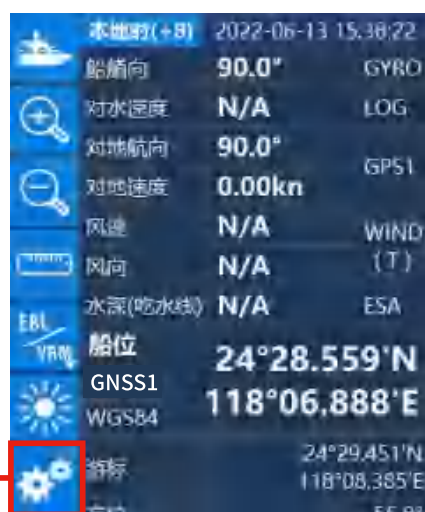 本地时(+8) 2022-06-13 15:38:22
船艏向 90.0° GYRO
对水速度 N/A LOG
对地航向 90.0°
GPS1
对地速度 0.00kn
风速 N/A WIND
风向 N/A (T)
水深(吃水线) N/A ESA
EBL
VRM
船位 24°28.559'N
GNSS1
118°06.888'E
WGS84
游标 24°29.451'N
118°08.385'E